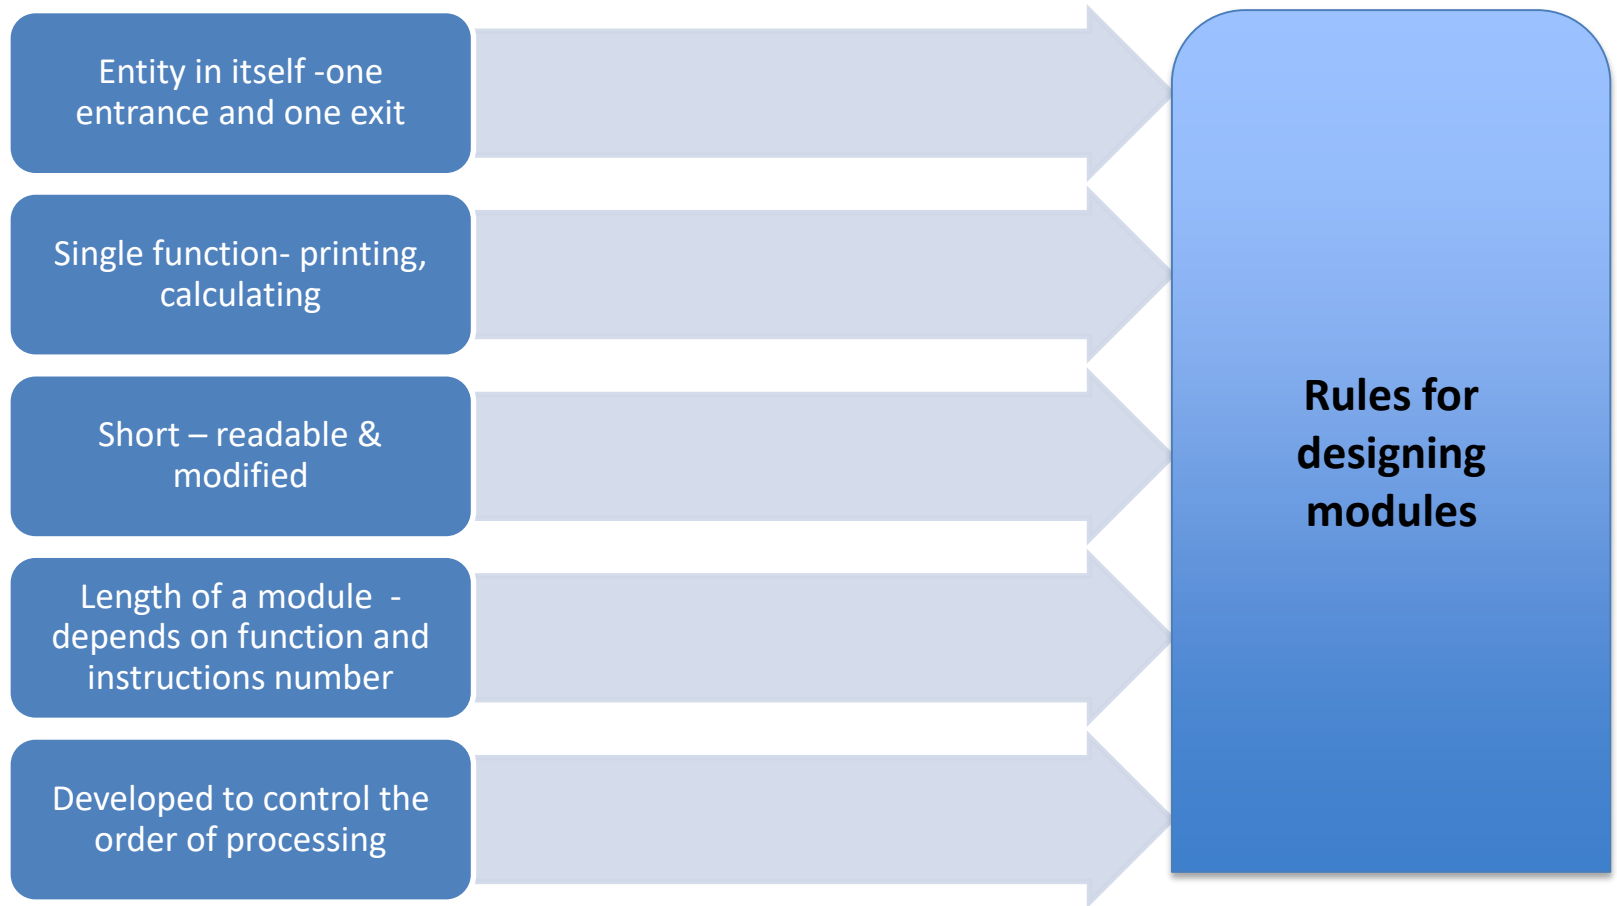 Entity in itself -one
entrance and one exit
Single function- printing,
calculating
Short – readable &
modified
Length of a module  -
depends on function and
instructions number
Developed to control the
order of processing
Rules for
designing
modules